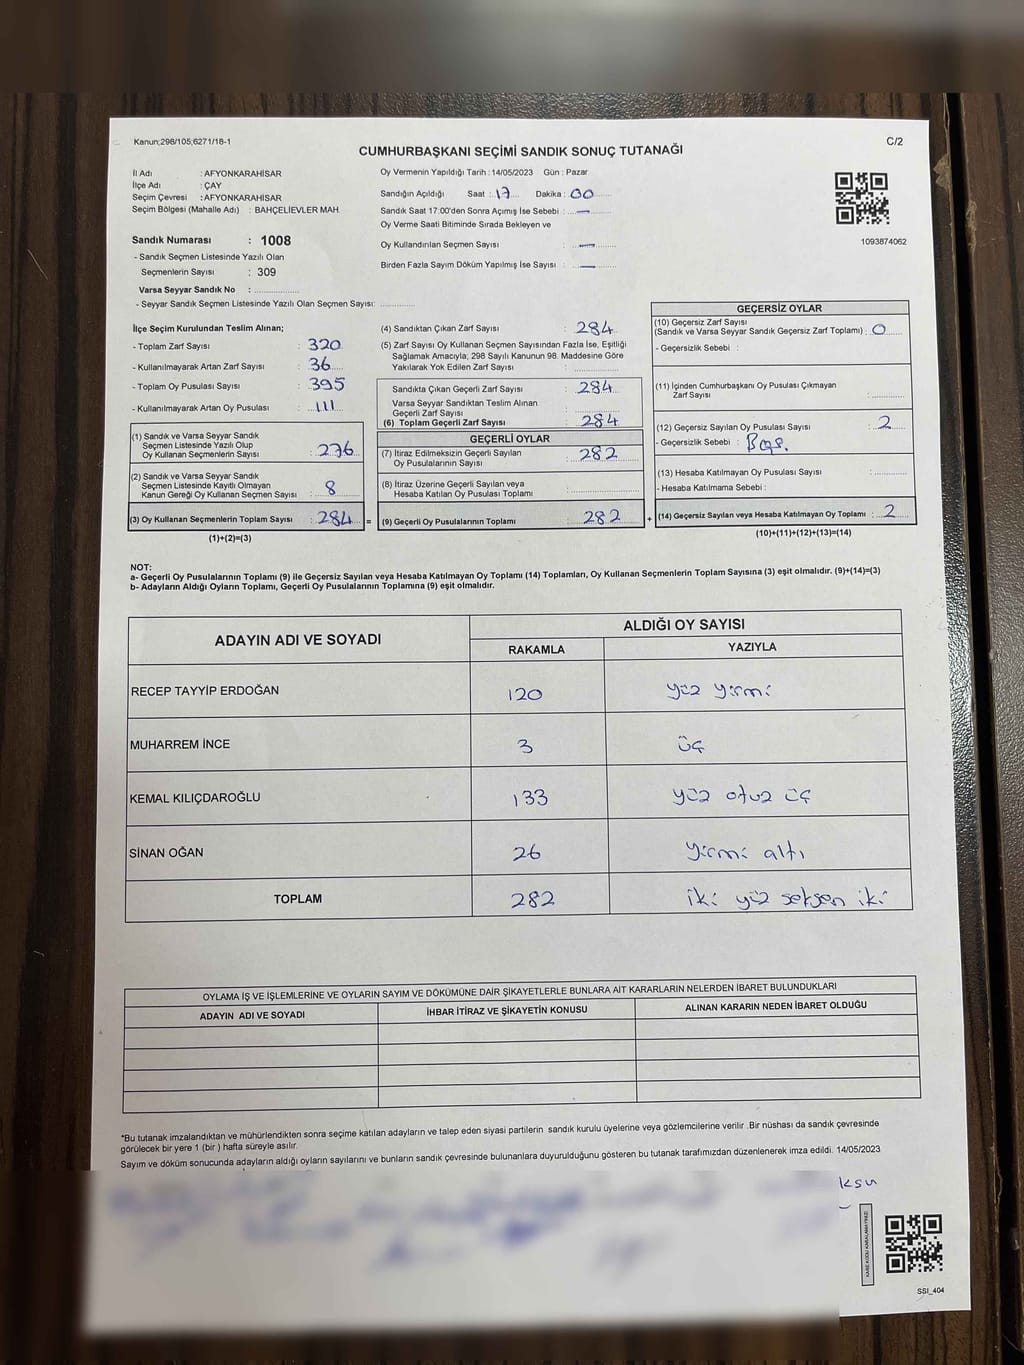 Kanun;298/105;6271/18-1
C/2
CUMHURBAŞKANI SEÇİMİ SANDIK SONUÇ TUTANAĞI
İl Adı : AFYONKARAHİSAR
İlçe Adı : ÇAY
Seçim Çevresi : AFYONKARAHİSAR
Seçim Bölgesi (Mahalle Adı) : BAHÇELİEVLER MAH.
Sandık Numarası : 1008
- Sandık Seçmen Listesinde Yazılı Olan
Seçmenlerin Sayısı : 309
Varsa Seyyar Sandık No :
- Seyyar Sandık Seçmen Listesinde Yazılı Olan Seçmen Sayısı:
Oy Vermenin Yapıldığı Tarih : 14/05/2023 Gün : Pazar
Sandığın Açıldığı Saat : 17 Dakika : 00
Sandık Saat 17:00'den Sonra Açımış İse Sebebi : —
Oy Verme Saati Bitiminde Sırada Bekleyen ve
Oy Kullandırılan Seçmen Sayısı : —
Birden Fazla Sayım Döküm Yapılmış İse Sayısı : —
1093874062
İlçe Seçim Kurulundan Teslim Alınan;
- Toplam Zarf Sayısı : 320
- Kullanılmayarak Artan Zarf Sayısı : 36
- Toplam Oy Pusulası Sayısı : 395
- Kullanılmayarak Artan Oy Pusulası : 111
(1) Sandık ve Varsa Seyyar Sandık
Seçmen Listesinde Yazılı Olup
Oy Kullanan Seçmenlerin Sayısı : 276
(2) Sandık ve Varsa Seyyar Sandık
Seçmen Listesinde Kayıtlı Olmayan
Kanun Gereği Oy Kullanan Seçmen Sayısı : 8
(3) Oy Kullanan Seçmenlerin Toplam Sayısı : 284 =
(1)+(2)=(3)
(4) Sandıktan Çıkan Zarf Sayısı : 284
(5) Zarf Sayısı Oy Kullanan Seçmen Sayısından Fazla İse, Eşitliği
Sağlamak Amacıyla; 298 Sayılı Kanunun 98. Maddesine Göre
Yakılarak Yok Edilen Zarf Sayısı :
Sandıkta Çıkan Geçerli Zarf Sayısı : 284
Varsa Seyyar Sandıktan Teslim Alınan
Geçerli Zarf Sayısı :
(6) Toplam Geçerli Zarf Sayısı : 284
GEÇERLİ OYLAR
(7) İtiraz Edilmeksizin Geçerli Sayılan
Oy Pusulalarının Sayısı : 282
(8) İtiraz Üzerine Geçerli Sayılan veya
Hesaba Katılan Oy Pusulası Toplamı :
(9) Geçerli Oy Pusulalarının Toplamı : 282 +
GEÇERSİZ OYLAR
(10) Geçersiz Zarf Sayısı
(Sandık ve Varsa Seyyar Sandık Geçersiz Zarf Toplamı) : 0
- Geçersizlik Sebebi :
(11) İçinden Cumhurbaşkanı Oy Pusulası Çıkmayan
Zarf Sayısı :
(12) Geçersiz Sayılan Oy Pusulası Sayısı : 2
- Geçersizlik Sebebi : Boş.
(13) Hesaba Katılmayan Oy Pusulası Sayısı :
- Hesaba Katılmama Sebebi :
(14) Geçersiz Sayılan veya Hesaba Katılmayan Oy Toplamı : 2
(10)+(11)+(12)+(13)=(14)
NOT:
a- Geçerli Oy Pusulalarının Toplamı (9) ile Geçersiz Sayılan veya Hesaba Katılmayan Oy Toplamı (14) Toplamları, Oy Kullanan Seçmenlerin Toplam Sayısına (3) eşit olmalıdır. (9)+(14)=(3)
b- Adayların Aldığı Oyların Toplamı, Geçerli Oy Pusulalarının Toplamına (9) eşit olmalıdır.
ADAYIN ADI VE SOYADI ALDIĞI OY SAYISI
RAKAMLA YAZIYLA
RECEP TAYYİP ERDOĞAN 120 yüz yirmi
MUHARREM İNCE 3 üç
KEMAL KILIÇDAROĞLU 133 yüz otuz üç
SİNAN OĞAN 26 yirmi altı
TOPLAM 282 iki yüz seksen iki
OYLAMA İŞ VE İŞLEMLERİNE VE OYLARIN SAYIM VE DÖKÜMÜNE DAİR ŞİKAYETLERLE BUNLARA AİT KARARLARIN NELERDEN İBARET BULUNDUKLARI
ADAYIN ADI VE SOYADI İHBAR İTİRAZ VE ŞİKAYETİN KONUSU ALINAN KARARIN NEDEN İBARET OLDUĞU
*Bu tutanak imzalandıktan ve mühürlendikten sonra seçime katılan adayların ve talep eden siyasi partilerin sandık kurulu üyelerine veya gözlemcilerine verilir .Bir nüshası da sandık çevresinde
görülecek bir yere 1 (bir ) hafta süreyle asılır.
Sayım ve döküm sonucunda adayların aldığı oyların sayılarını ve bunların sandık çevresinde bulunanlara duyurulduğunu gösteren bu tutanak tarafımızdan düzenlenerek imza edildi. 14/05/2023
ksu
KARE KODU KARALAMAYINIZ!
SSI_404